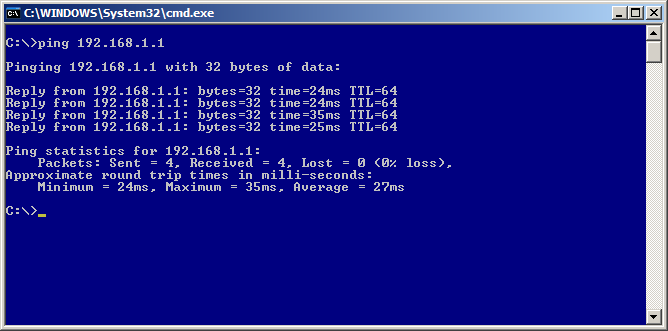 C:\WINDOWS\System32\cmd.exe
C:\>ping 192.168.1.1
Pinging 192.168.1.1 with 32 bytes of data:
Reply from 192.168.1.1: bytes=32 time=24ms TTL=64
Reply from 192.168.1.1: bytes=32 time=24ms TTL=64
Reply from 192.168.1.1: bytes=32 time=35ms TTL=64
Reply from 192.168.1.1: bytes=32 time=25ms TTL=64
Ping statistics for 192.168.1.1:
    Packets: Sent = 4, Received = 4, Lost = 0 (0% loss),
Approximate round trip times in milli-seconds:
    Minimum = 24ms, Maximum = 35ms, Average = 27ms
C:\>_